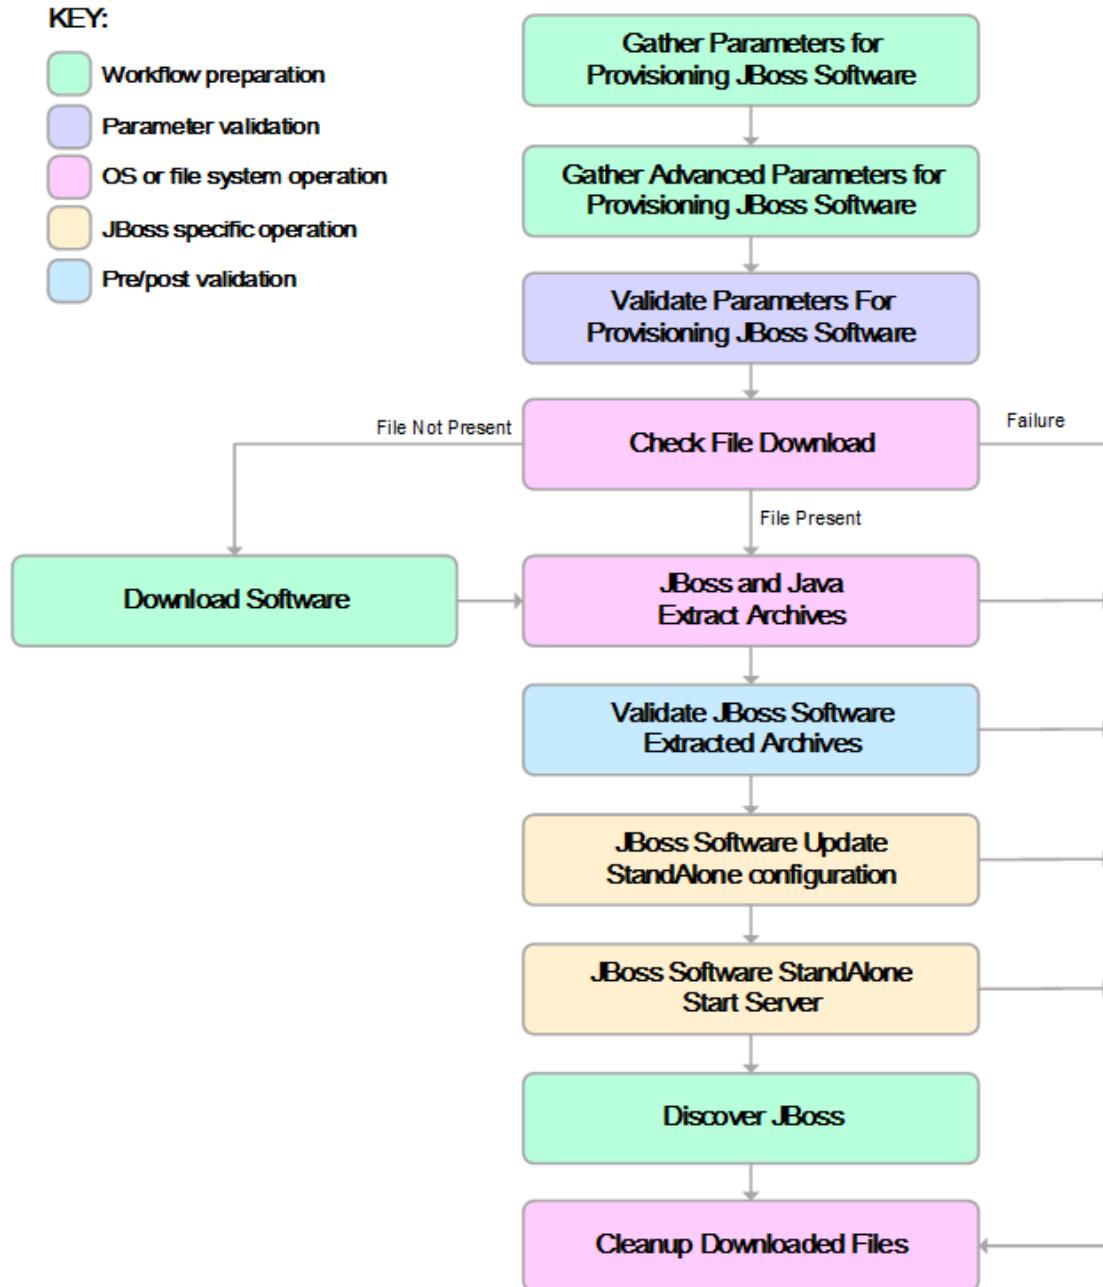 KEY:
Workflow preparation
Parameter validation
OS or file system operation
JBoss specific operation
Pre/post validation
Gather Parameters for
Provisioning JBoss Software
Gather Advanced Parameters for
Provisioning JBoss Software
Validate Parameters For
Provisioning JBoss Software
File Not Present
Check File Download
Failure
File Present
Download Software
JBoss and Java
Extract Archives
Validate JBoss Software
Extracted Archives
JBoss Software Update
StandAlone configuration
JBoss Software StandAlone
Start Server
Discover JBoss
Cleanup Downloaded Files